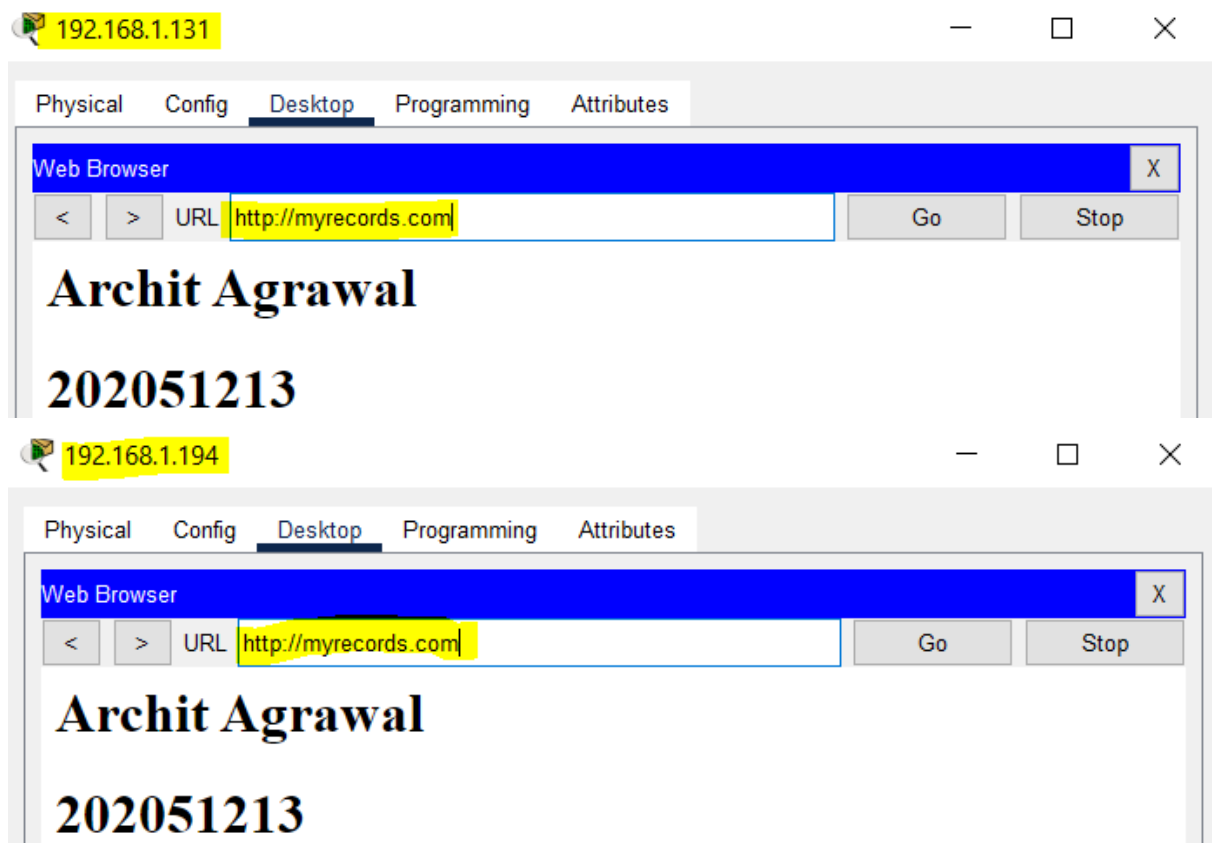 192.168.1.131
Physical Config Desktop Programming Attributes
Web Browser X
< > URL http://myrecords.com Go Stop
Archit Agrawal
202051213
192.168.1.194
Physical Config Desktop Programming Attributes
Web Browser X
< > URL http://myrecords.com Go Stop
Archit Agrawal
202051213